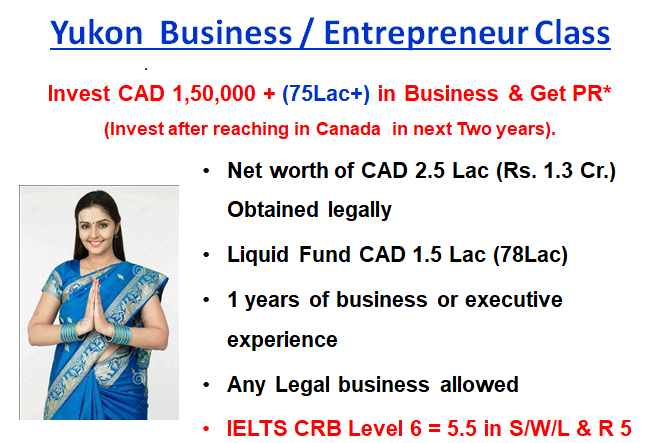 Yukon Business / Entrepreneur Class
Invest CAD 1,50,000 + (75Lac+) in Business & Get PR*
(Invest after reaching in Canada in next Two years).
• Net worth of CAD 2.5 Lac (Rs. 1.3 Cr.)
Obtained legally
• Liquid Fund CAD 1.5 Lac (78Lac)
• 1 years of business or executive
experience
• Any Legal business allowed
• IELTS CRB Level 6 = 5.5 in S/W/L & R 5